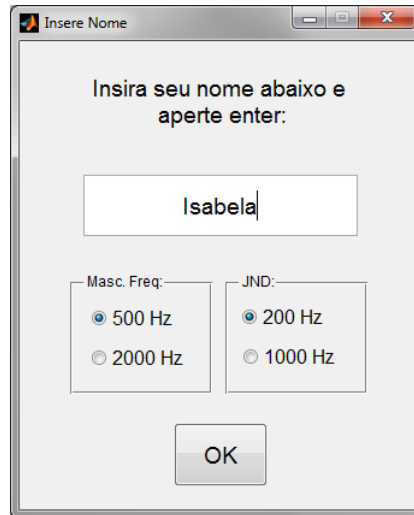 Insere Nome
Insira seu nome abaixo e
aperte enter:
Isabela
Masc. Freq:
500 Hz
2000 Hz
JND:
200 Hz
1000 Hz
OK